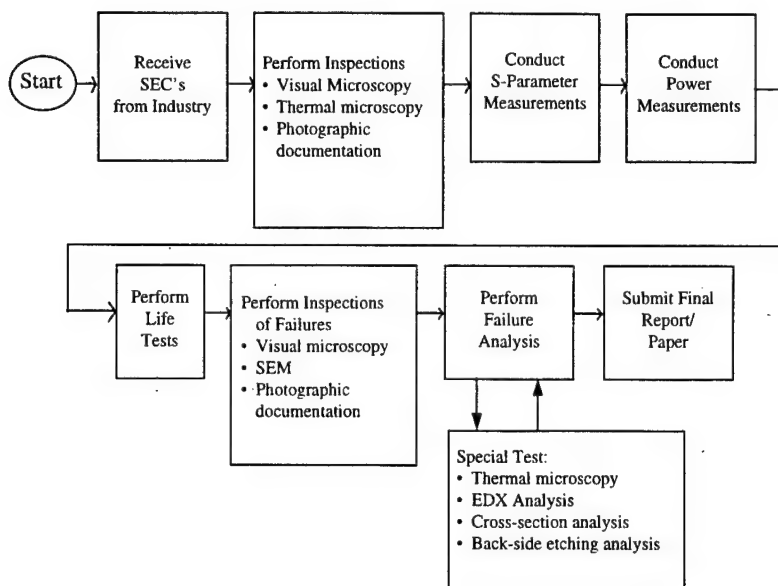 Start
Receive
SEC's
from Industry
Perform Inspections
• Visual Microscopy
• Thermal microscopy
• Photographic
documentation
Conduct
S-Parameter
Measurements
Conduct
Power
Measurements
Perform
Life
Tests
Perform Inspections
of Failures
• Visual microscopy
• SEM
• Photographic
documentation
Perform
Failure
Analysis
Submit Final
Report/
Paper
Special Test:
• Thermal microscopy
• EDX Analysis
• Cross-section analysis
• Back-side etching analysis